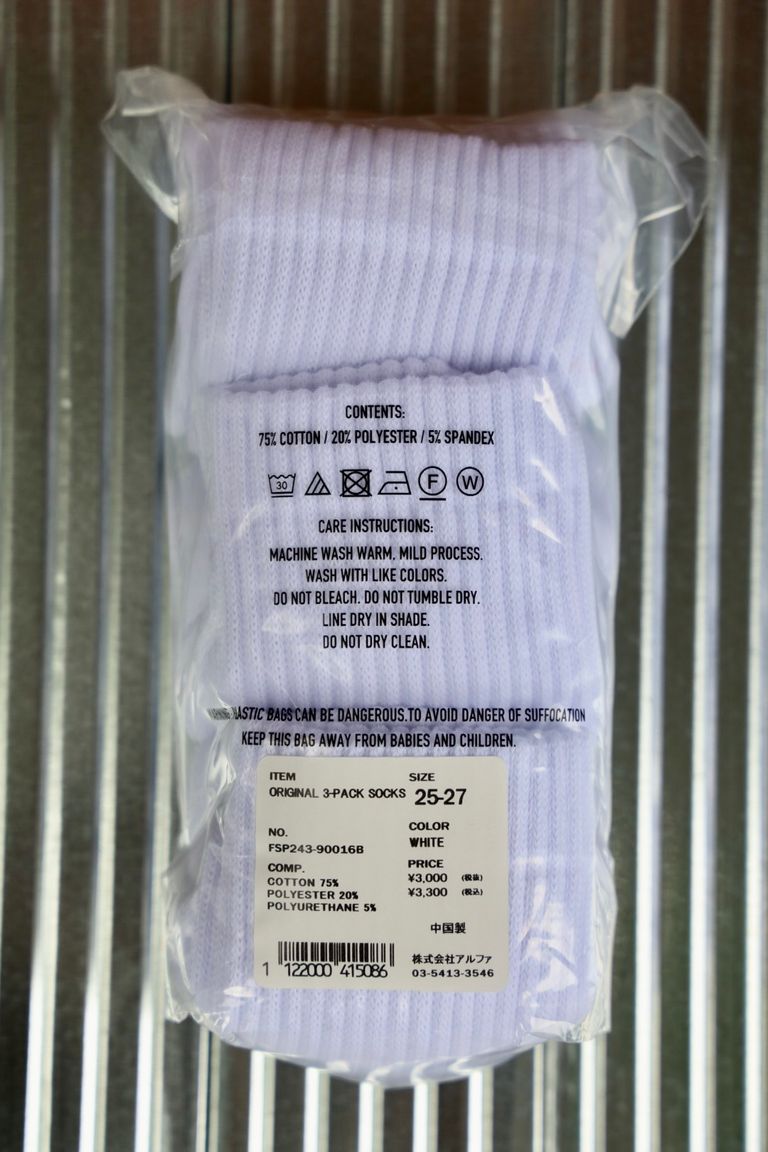 CONTENTS:
75% COTTON / 20% POLYESTER / 5% SPANDEX
30 F W
CARE INSTRUCTIONS:
MACHINE WASH WARM. MILD PROCESS.
WASH WITH LIKE COLORS.
DO NOT BLEACH. DO NOT TUMBLE DRY.
LINE DRY IN SHADE.
DO NOT DRY CLEAN.
WARNING:PLASTIC BAGS CAN BE DANGEROUS.TO AVOID DANGER OF SUFFOCATION
KEEP THIS BAG AWAY FROM BABIES AND CHILDREN.
ITEM
ORIGINAL 3-PACK SOCKS
SIZE
25-27
NO.
FSP243-90016B
COLOR
WHITE
COMP.
COTTON 75%
POLYESTER 20%
POLYURETHANE 5%
PRICE
¥3,000 (税抜)
¥3,300 (税込)
中国製
1 122000 415086
株式会社アルファ
03-5413-3546